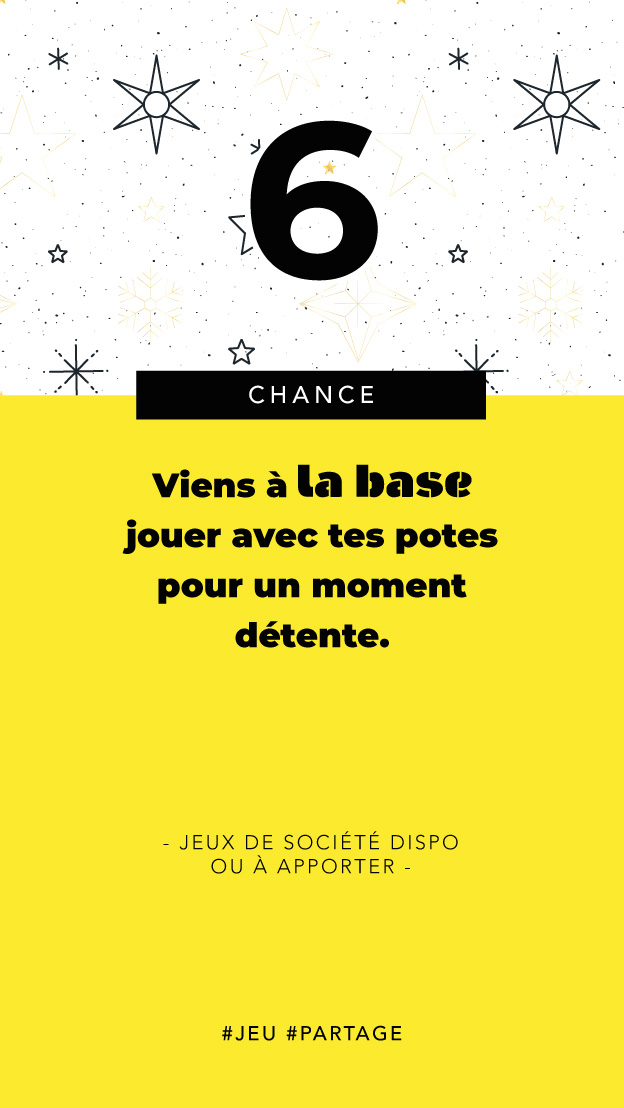 6
CHANCE
Viens à la base
jouer avec tes potes
pour un moment
détente.
- JEUX DE SOCIÉTÉ DISPO
OU À APPORTER -
#JEU #PARTAGE